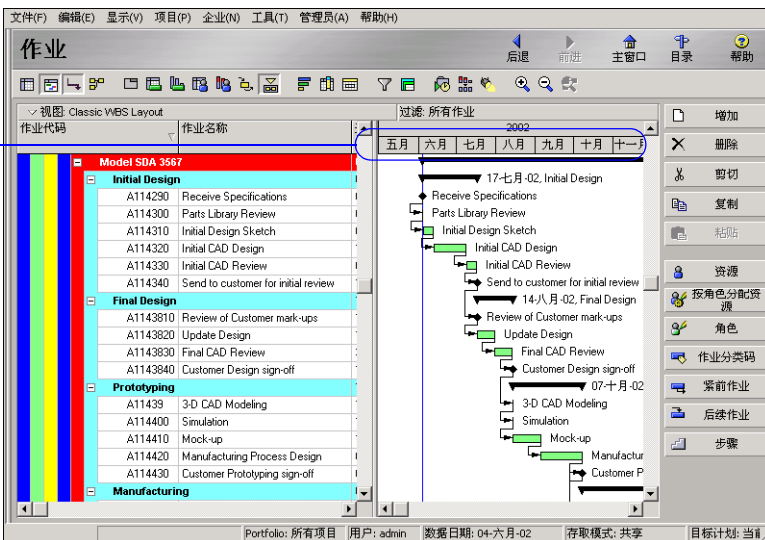 文件(F) 编辑(E) 显示(V) 项目(P) 企业(N) 工具(T) 管理员(A) 帮助(H)
作业
后退 前进 主窗口 目录 帮助
视图: Classic WBS Layout
过滤: 所有作业
作业代码 作业名称
2002
五月 六月 七月 八月 九月 十月 十一月
Model SDA 3567
Initial Design
17-七月-02, Initial Design
A114290 Receive Specifications
Receive Specifications
A114300 Parts Library Review
Parts Library Review
A114310 Initial Design Sketch
Initial Design Sketch
A114320 Initial CAD Design
Initial CAD Design
A114330 Initial CAD Review
Initial CAD Review
A114340 Send to customer for initial review
Send to customer for initial review
Final Design
14-八月-02, Final Design
A1143810 Review of Customer mark-ups
Review of Customer mark-ups
A1143820 Update Design
Update Design
A1143830 Final CAD Review
Final CAD Review
A1143840 Customer Design sign-off
Customer Design sign-off
Prototyping
07-十月-02
A11439 3-D CAD Modeling
3-D CAD Modeling
A114400 Simulation
Simulation
A114410 Mock-up
Mock-up
A114420 Manufacturing Process Design
Manufactur
A114430 Customer Prototyping sign-off
Customer P
Manufacturing
增加
删除
剪切
复制
粘贴
资源
按角色分配资源
角色
作业分类码
紧前作业
后续作业
步骤
Portfolio: 所有项目 用户: admin 数据日期: 04-六月-02 存取模式: 共享 目标计划: 当前